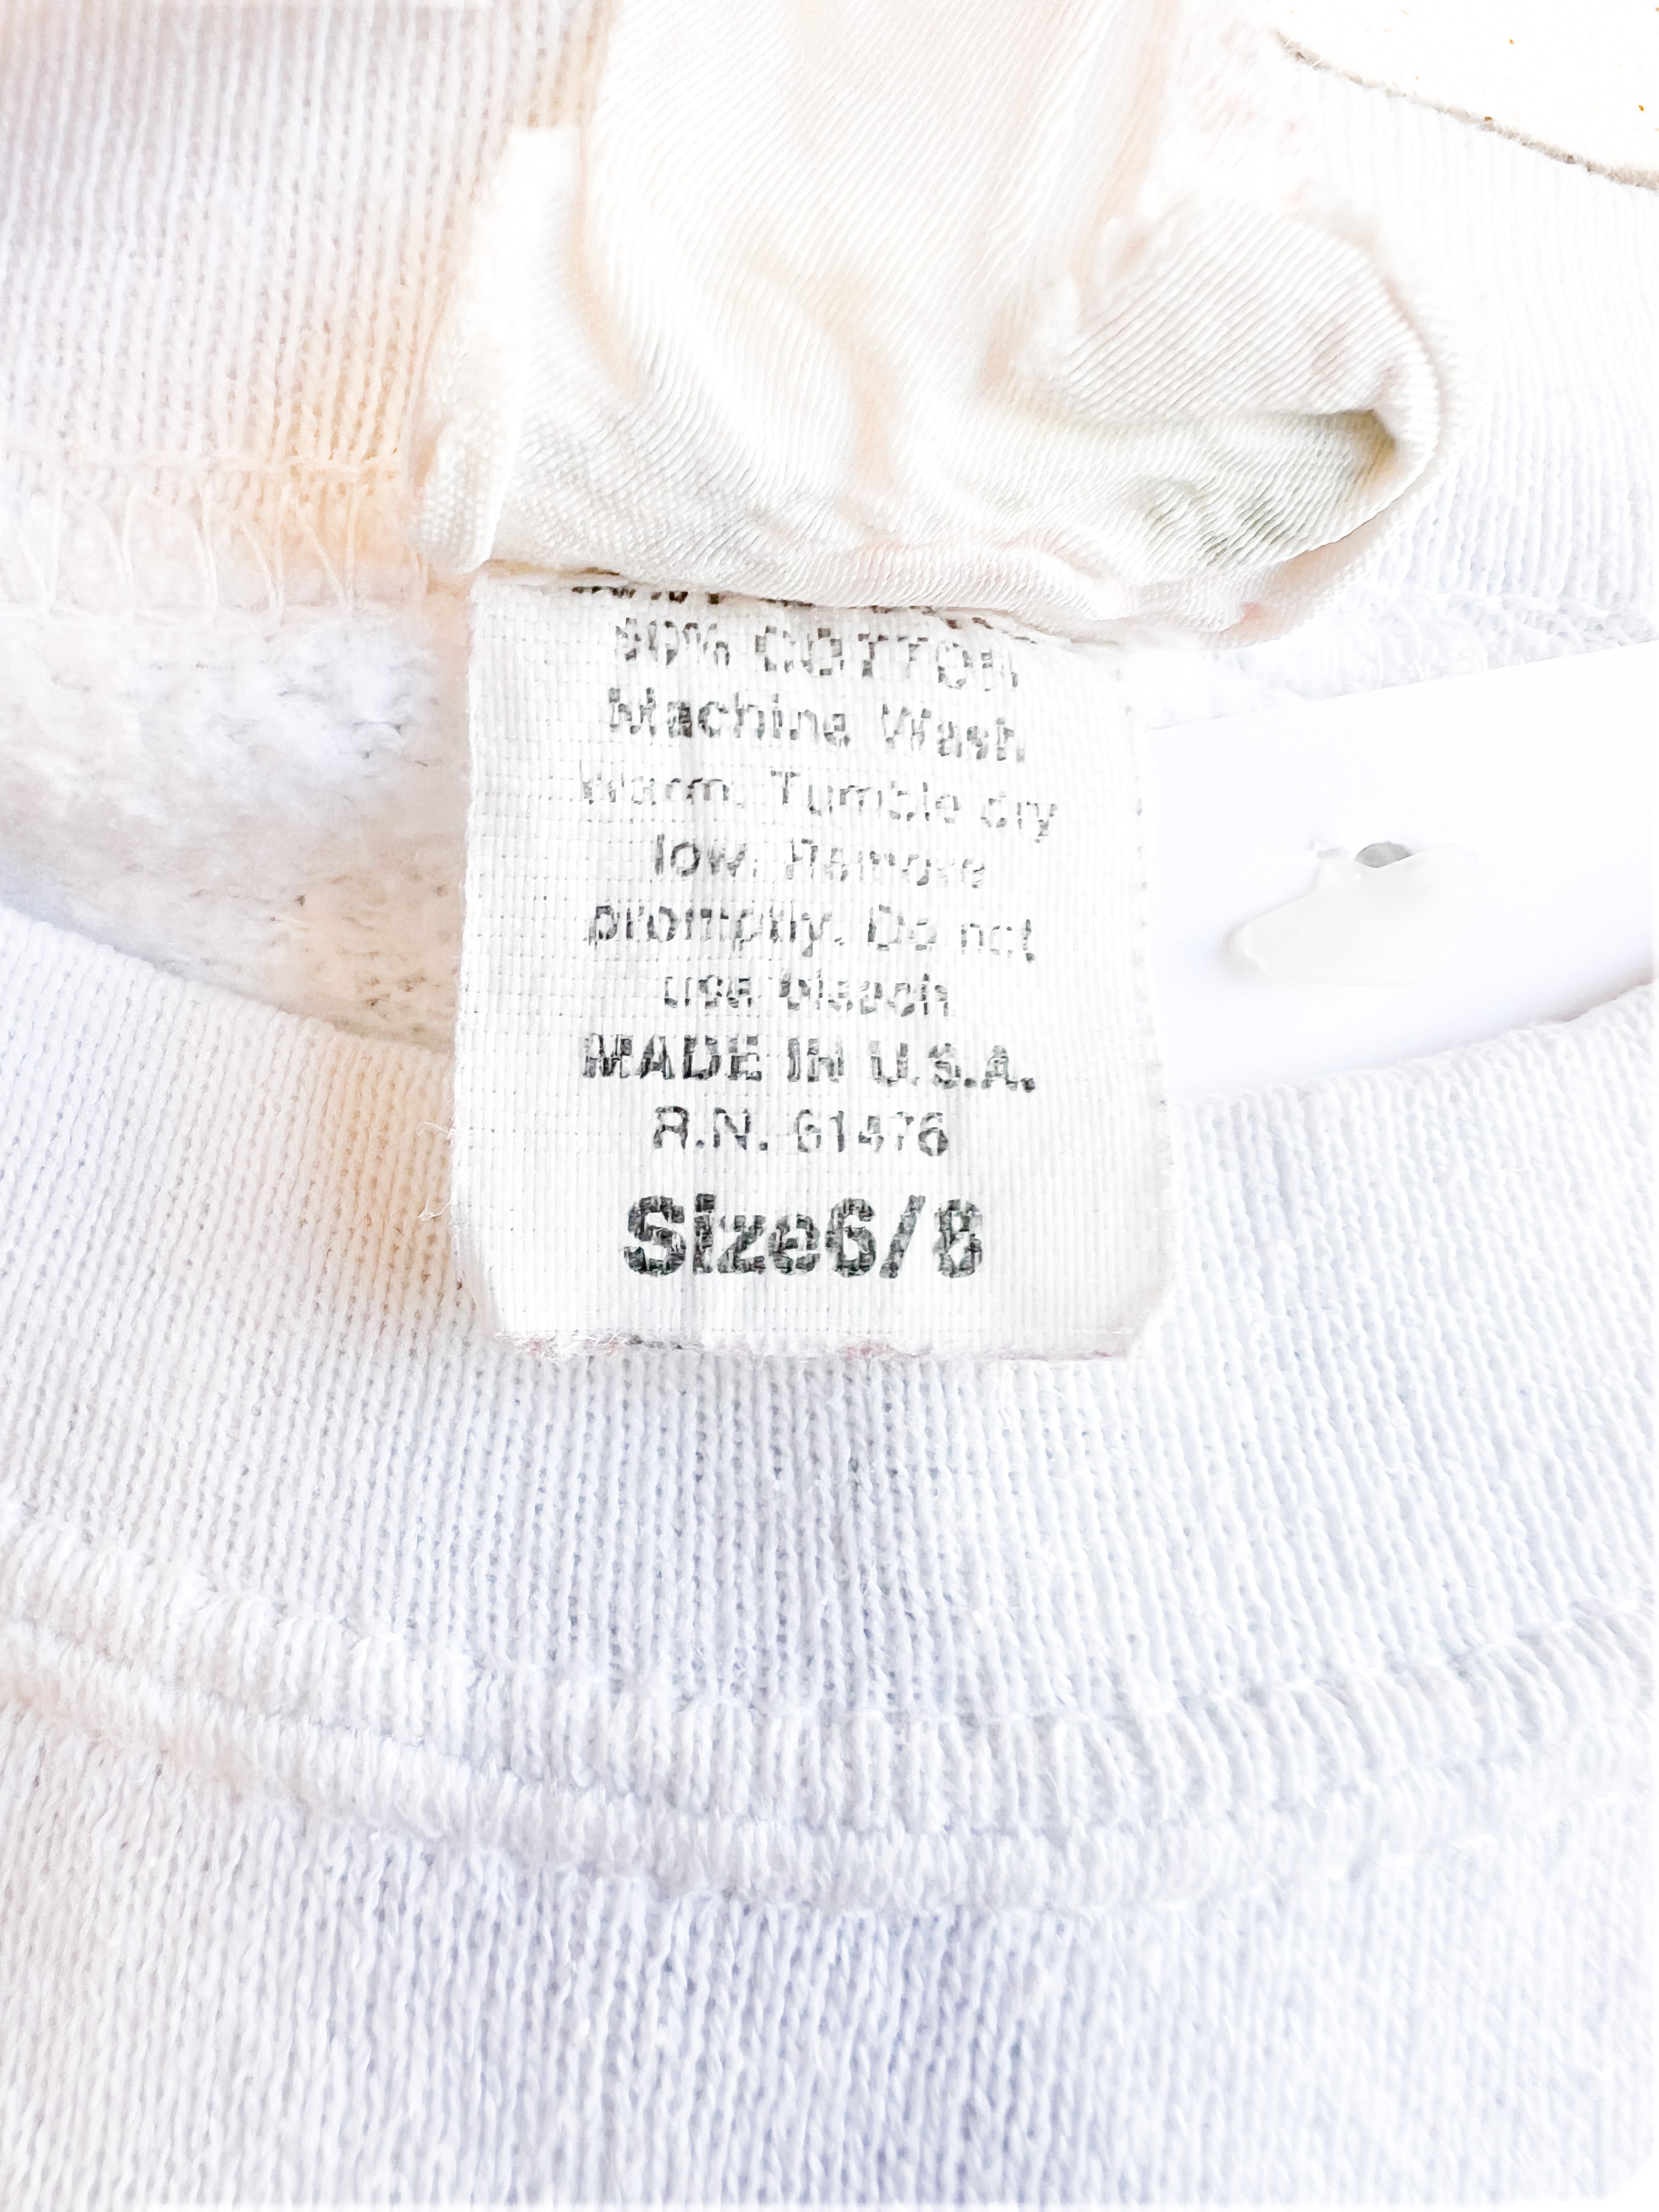 50% COTTON
Machine Wash
Warm. Tumble dry
low. Remove
promptly. Do not
use bleach
MADE IN U.S.A.
R.N. 61476
Size6/8